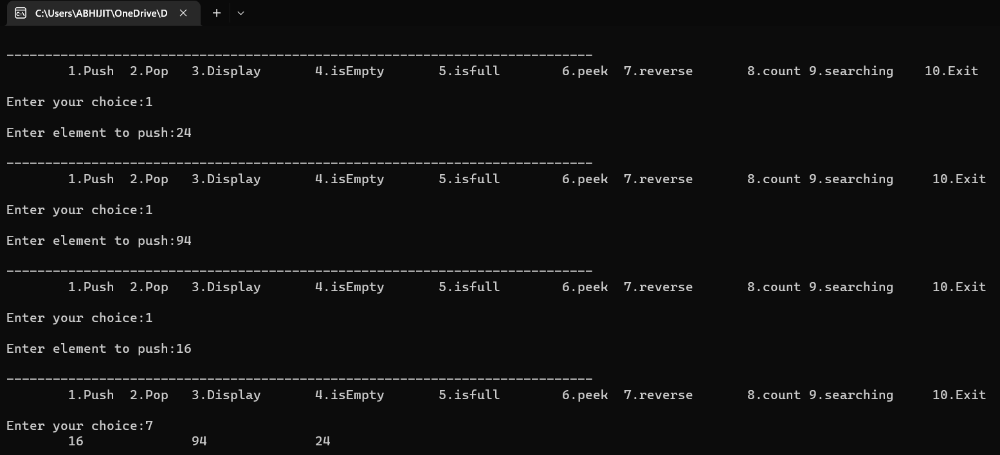 C:\Users\ABHIJIT\OneDrive\D
----------------------------------------------------------------------------
1.Push 2.Pop 3.Display 4.isEmpty 5.isfull 6.peek 7.reverse 8.count 9.searching 10.Exit
Enter your choice:1
Enter element to push:24
----------------------------------------------------------------------------
1.Push 2.Pop 3.Display 4.isEmpty 5.isfull 6.peek 7.reverse 8.count 9.searching 10.Exit
Enter your choice:1
Enter element to push:94
----------------------------------------------------------------------------
1.Push 2.Pop 3.Display 4.isEmpty 5.isfull 6.peek 7.reverse 8.count 9.searching 10.Exit
Enter your choice:1
Enter element to push:16
----------------------------------------------------------------------------
1.Push 2.Pop 3.Display 4.isEmpty 5.isfull 6.peek 7.reverse 8.count 9.searching 10.Exit
Enter your choice:7
16 94 24